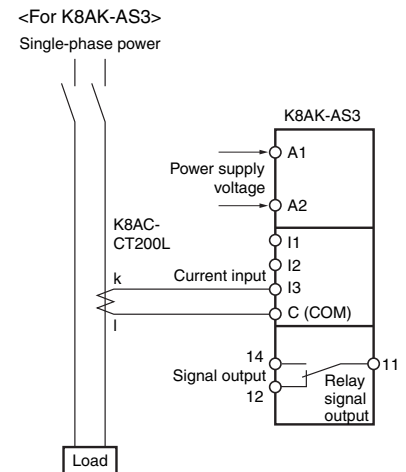 <For K8AK-AS3>
Single-phase power
K8AK-AS3
A1
Power supply
voltage
A2
K8AC-
CT200L
I1
I2
k
Current input
I3
l
C (COM)
14
11
Signal output
12
Relay
signal
output
Load